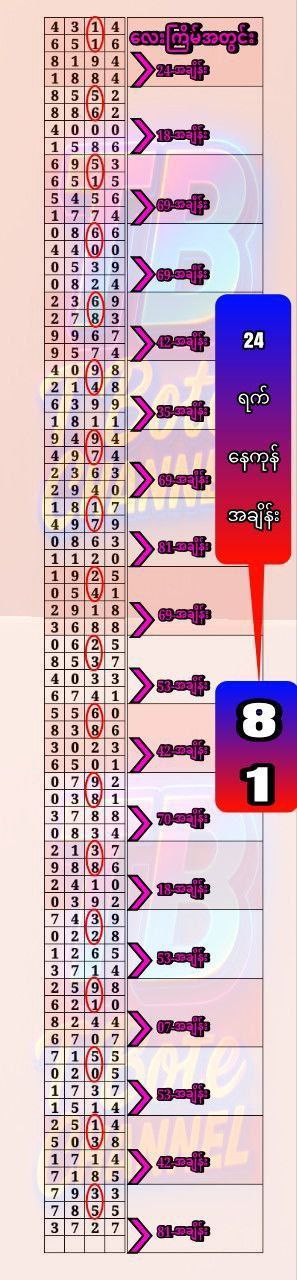 လေးကြိမ်အတွင်း
4 3 1 4
6 5 1 6
8 1 9 4 24-အချိန်း
1 8 8 4
8 5 5 2
8 8 6 2
4 0 0 0 18-အချိန်း
1 5 8 6
6 9 5 3
6 5 1 5
5 4 5 6 69-အချိန်း
1 7 7 4
0 8 6 6
4 4 0 0
0 5 3 9 69-အချိန်း
0 8 2 4
2 3 6 9
2 7 8 3
9 9 6 7 42-အချိန်း
9 5 7 4
4 0 9 8
2 1 4 8
6 3 9 9 35-အချိန်း
1 8 1 1
9 4 9 4
4 9 7 4
2 3 6 3 69-အချိန်း
2 9 4 0
1 8 1 7
4 9 7 9
0 8 6 3 81-အချိန်း
1 1 2 0
1 9 2 5
0 5 4 1
2 9 1 8 69-အချိန်း
3 6 8 8
0 6 2 5
8 5 3 7
4 0 3 3 53-အချိန်း
6 7 4 1
5 5 6 0
8 3 8 6
3 0 2 3 42-အချိန်း
6 5 0 1
0 7 9 2
0 3 8 1
3 7 8 8 70-အချိန်း
0 8 3 4
2 1 3 7
9 8 8 6
2 4 1 0 18-အချိန်း
0 3 9 2
7 4 3 9
0 2 2 8
1 2 6 5 53-အချိန်း
3 7 1 4
2 5 9 8
6 2 1 0
8 2 4 4 07-အချိန်း
6 7 0 7
7 1 5 5
0 2 0 5
1 7 3 7 53-အချိန်း
1 5 1 4
2 5 1 4
5 0 3 8
1 7 1 4 42-အချိန်း
7 1 8 5
7 9 3 3
7 8 5 5
3 7 2 7 81-အချိန်း
24
ရက်
နေကုန်
အချိန်း
8
1